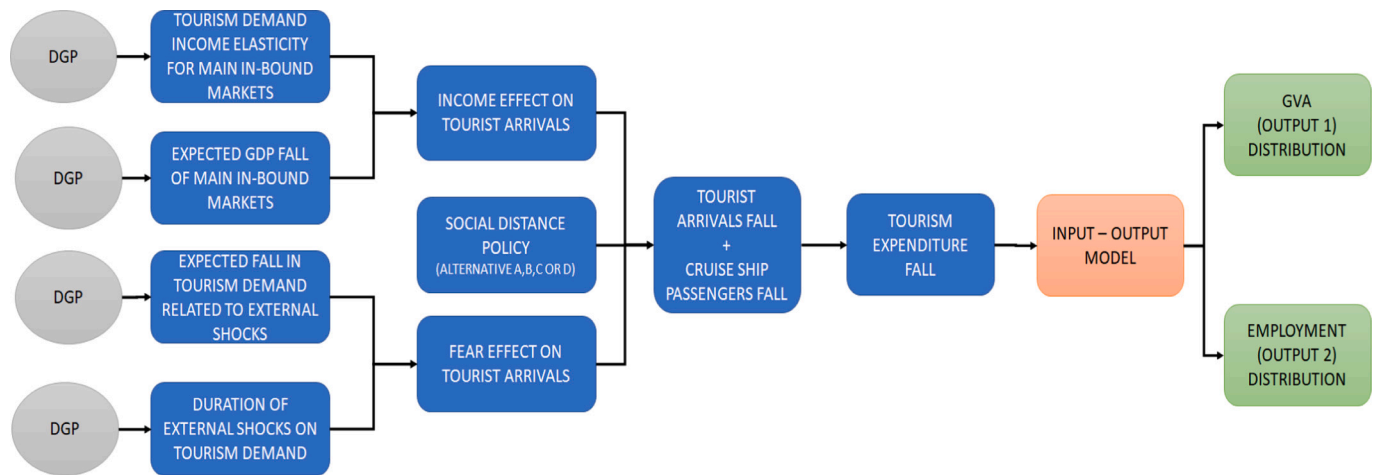 DGP
TOURISM DEMAND
INCOME ELASTICITY
FOR MAIN IN-BOUND
MARKETS
DGP
EXPECTED GDP FALL
OF MAIN IN-BOUND
MARKETS
DGP
EXPECTED FALL IN
TOURISM DEMAND
RELATED TO EXTERNAL
SHOCKS
DGP
DURATION OF
EXTERNAL SHOCKS ON
TOURISM DEMAND
INCOME EFFECT ON
TOURIST ARRIVALS
SOCIAL DISTANCE
POLICY
(ALTERNATIVE A,B,C OR D)
FEAR EFFECT ON
TOURIST ARRIVALS
TOURIST
ARRIVALS FALL
+
CRUISE SHIP
PASSENGERS FALL
TOURISM
EXPENDITURE
FALL
INPUT – OUTPUT
MODEL
GVA
(OUTPUT 1)
DISTRIBUTION
EMPLOYMENT
(OUTPUT 2)
DISTRIBUTION